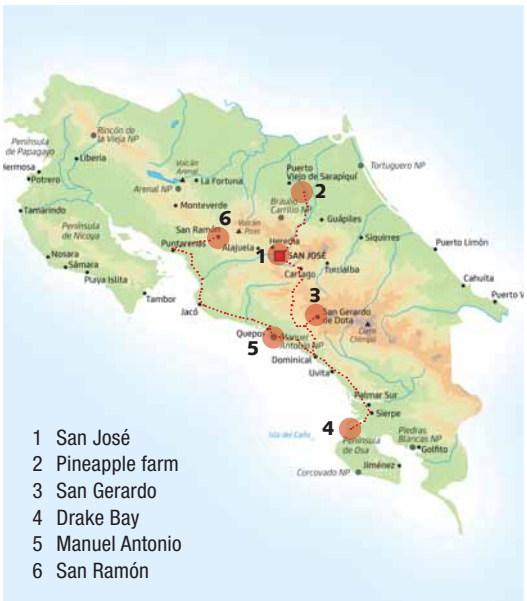 Rincón de
la Vieja NP
Península
de Papagayo
Liberia
Hermosa
Potrero
Tamarindo
Península
de Nicoya
Nosara
Sámara
Playa Islita
Tambor
Volcán
Arenal
La Fortuna
Arenal NP
Monteverde
Puerto
Viejo de Sarapiquí
2
Tortuguero NP
Braulio
Carrillo NP
Guápiles
Siquirres
Puerto Limón
Cahuita
Puerto V
6
San Ramón
Volcán
Poás
Puntarenas
Alajuela
Heredia
1
SAN JOSÉ
Cartago
Turrialba
3
San Gerardo
de Dota
Jacó
Quepos
5
Manuel
Antonio NP
Dominical
Uvita
Palmar Sur
Sierpe
4
Isla del Caño
Península
de Osa
Piedras
Blancas NP
Golfito
Jiménez
Corcovado NP
1 San José
2 Pineapple farm
3 San Gerardo
4 Drake Bay
5 Manuel Antonio
6 San Ramón